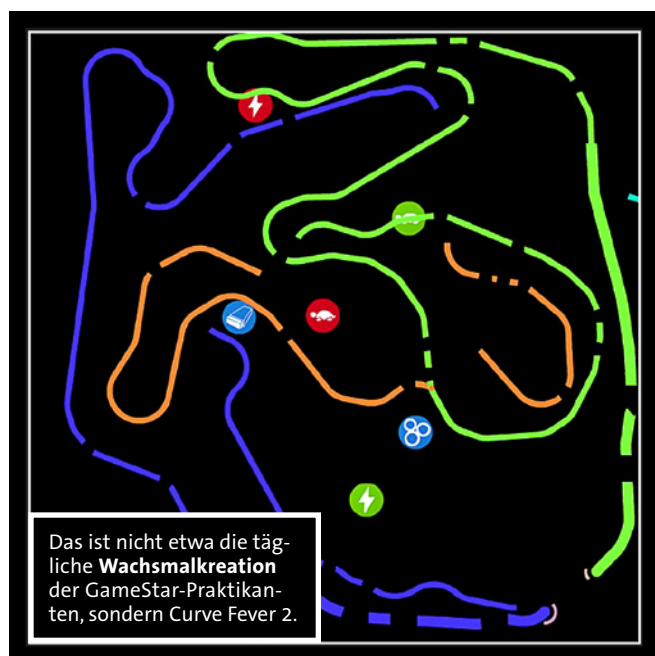 Das ist nicht etwa die täg-
liche Wachsmalkreation
der GameStar-Praktikan-
ten, sondern Curve Fever 2.